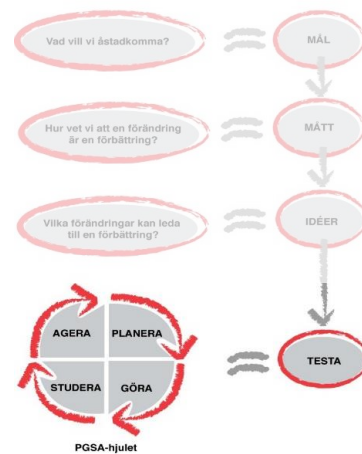 Vad vill vi åstadkomma?
MÅL
Hur vet vi att en förändring
är en förbättring?
MÅTT
Vilka förändringar kan leda
till en förbättring?
IDÉER
AGERA
PLANERA
STUDERA
GÖRA
TESTA
PGSA-hjulet